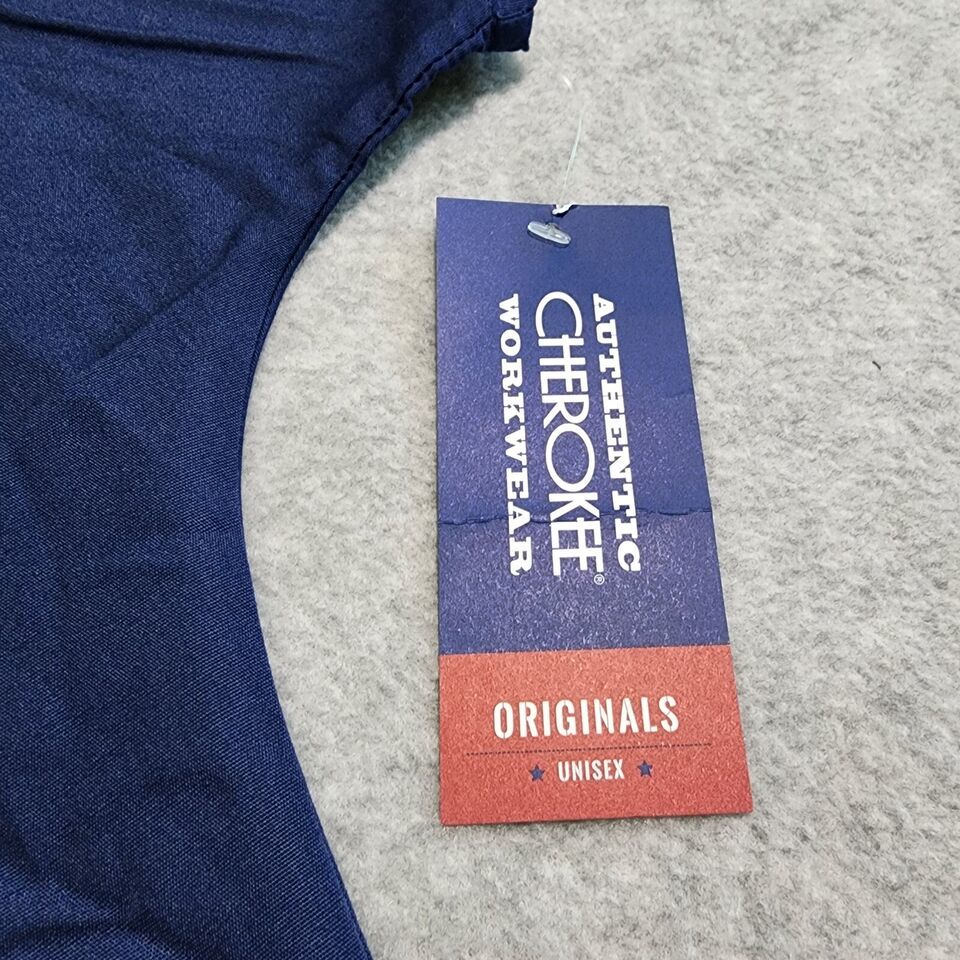 AUTHENTIC
CHEROKEE®
WORKWEAR
ORIGINALS
UNISEX